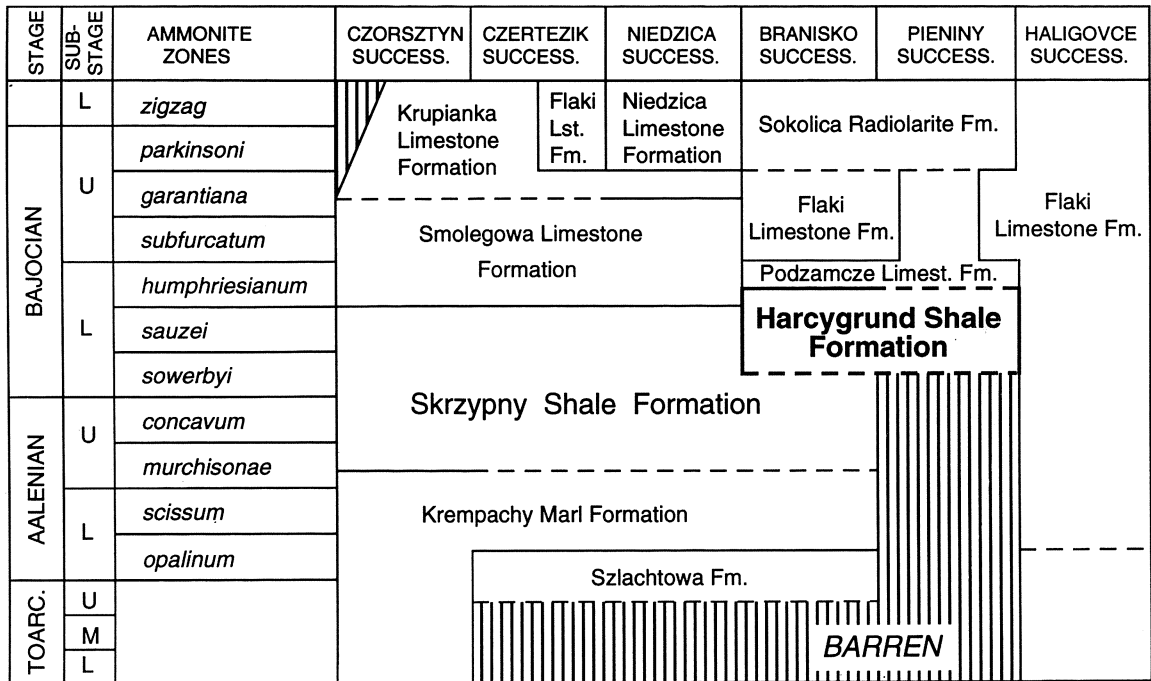 STAGE
SUB-
STAGE
AMMONITE
ZONES
CZORSZTYN
SUCCESS.
CZERTEZIK
SUCCESS.
NIEDZICA
SUCCESS.
BRANISKO
SUCCESS.
PIENINY
SUCCESS.
HALIGOVCE
SUCCESS.
BAJOCIAN
AALENIAN
TOARC.
L
U
L
U
L
U
M
L
zigzag
parkinsoni
garantiana
subfurcatum
humphriesianum
sauzei
sowerbyi
concavum
murchisonae
scissum
opalinum
Krupianka
Limestone
Formation
Flaki
Lst.
Fm.
Niedzica
Limestone
Formation
Sokolica Radiolarite Fm.
Smolegowa Limestone
Formation
Flaki
Limestone Fm.
Flaki
Limestone Fm.
Podzamcze Limest. Fm.
Harcygrund Shale
Formation
Skrzypny Shale Formation
Krempachy Marl Formation
Szlachtowa Fm.
BARREN